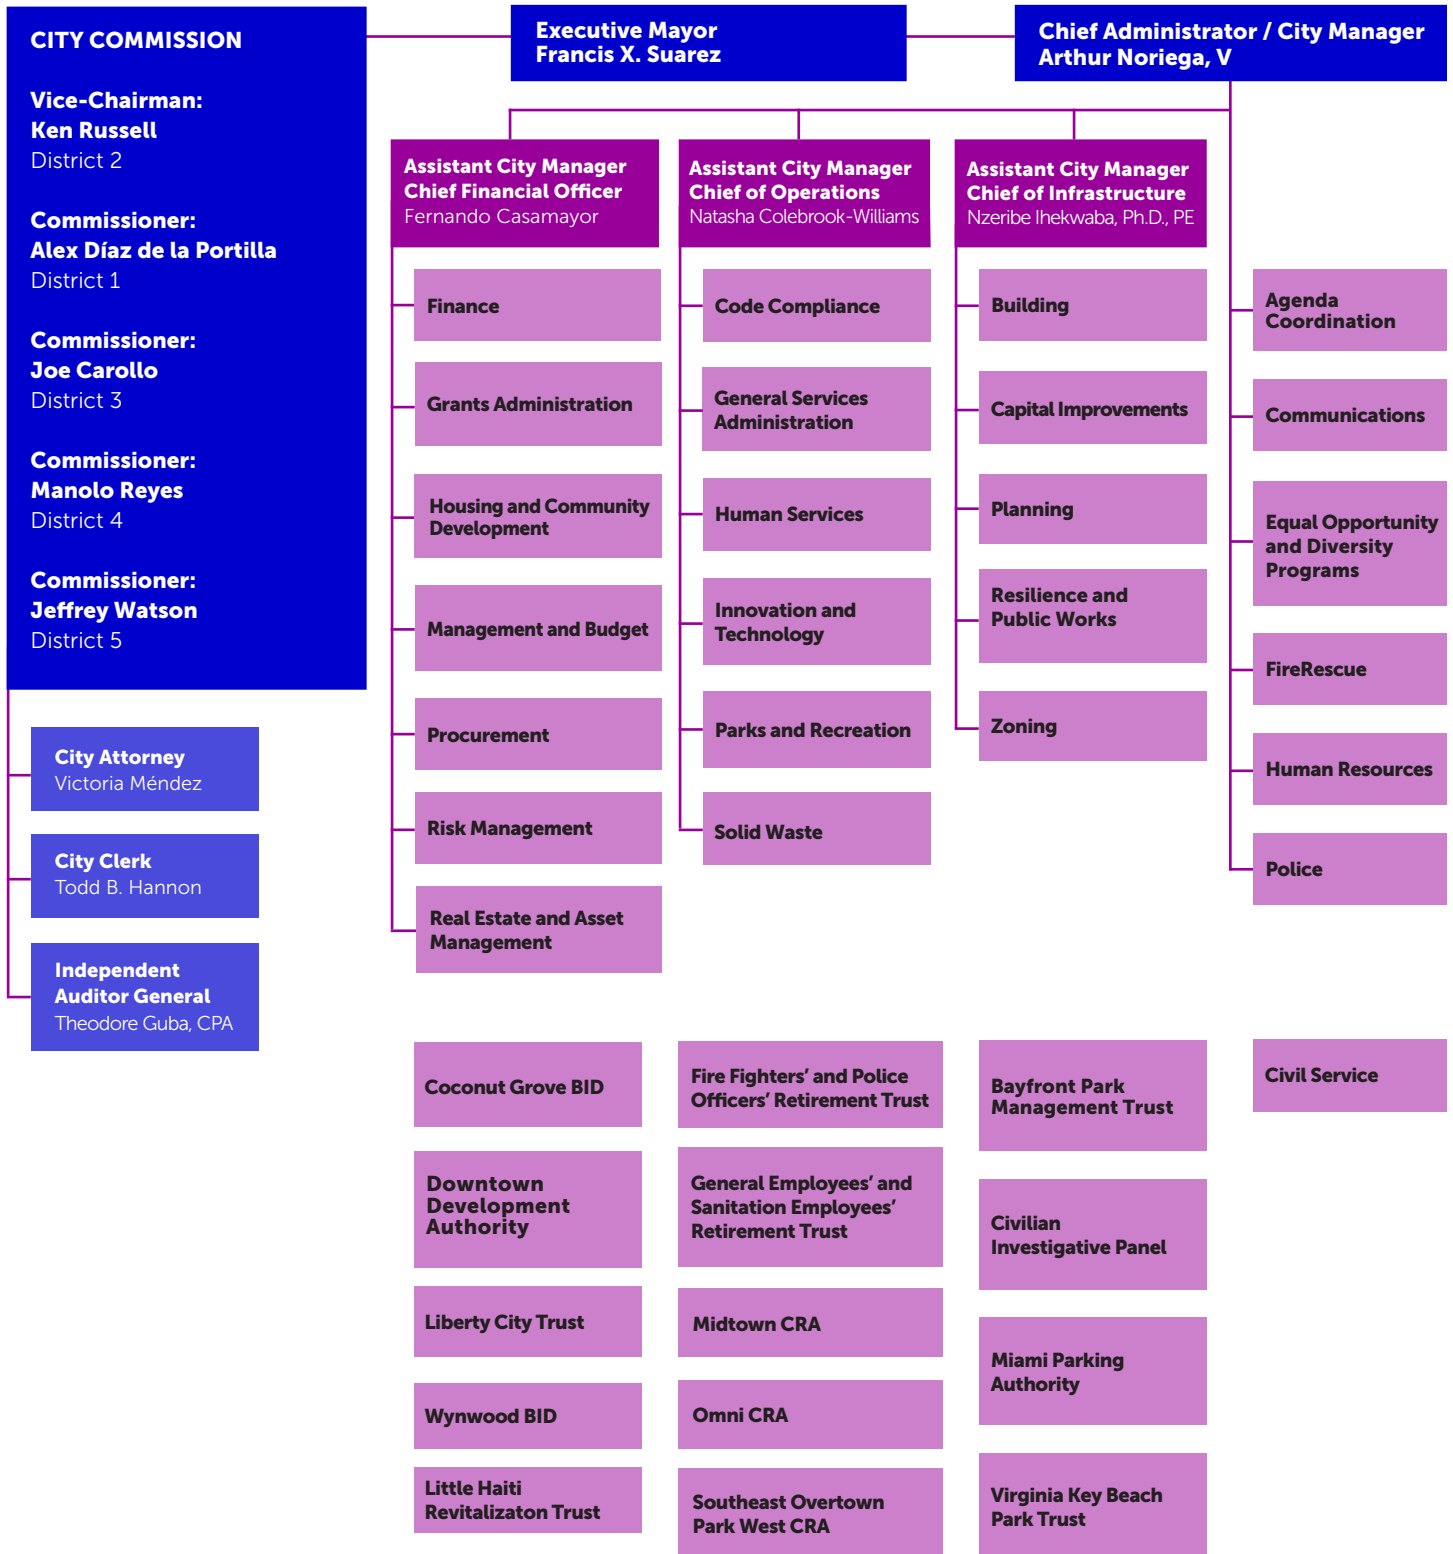 CITY COMMISSION
Vice-Chairman:
Ken Russell
District 2
Commissioner:
Alex Díaz de la Portilla
District 1
Commissioner:
Joe Carollo
District 3
Commissioner:
Manolo Reyes
District 4
Commissioner:
Jeffrey Watson
District 5
Executive Mayor
Francis X. Suarez
Chief Administrator / City Manager
Arthur Noriega, V
City Attorney
Victoria Méndez
City Clerk
Todd B. Hannon
Independent
Auditor General
Theodore Guba, CPA
Assistant City Manager
Chief Financial Officer
Fernando Casamayor
Finance
Grants Administration
Housing and Community
Development
Management and Budget
Procurement
Risk Management
Real Estate and Asset
Management
Assistant City Manager
Chief of Operations
Natasha Colebrook-Williams
Code Compliance
General Services
Administration
Human Services
Innovation and
Technology
Parks and Recreation
Solid Waste
Assistant City Manager
Chief of Infrastructure
Nzeribe Ihekwaba, Ph.D., PE
Building
Capital Improvements
Planning
Resilience and
Public Works
Zoning
Agenda
Coordination
Communications
Equal Opportunity
and Diversity
Programs
FireRescue
Human Resources
Police
Coconut Grove BID
Downtown
Development
Authority
Liberty City Trust
Wynwood BID
Little Haiti
Revitalizaton Trust
Fire Fighters’ and Police
Officers’ Retirement Trust
General Employees’ and
Sanitation Employees’
Retirement Trust
Midtown CRA
Omni CRA
Southeast Overtown
Park West CRA
Bayfront Park
Management Trust
Civilian
Investigative Panel
Miami Parking
Authority
Virginia Key Beach
Park Trust
Civil Service